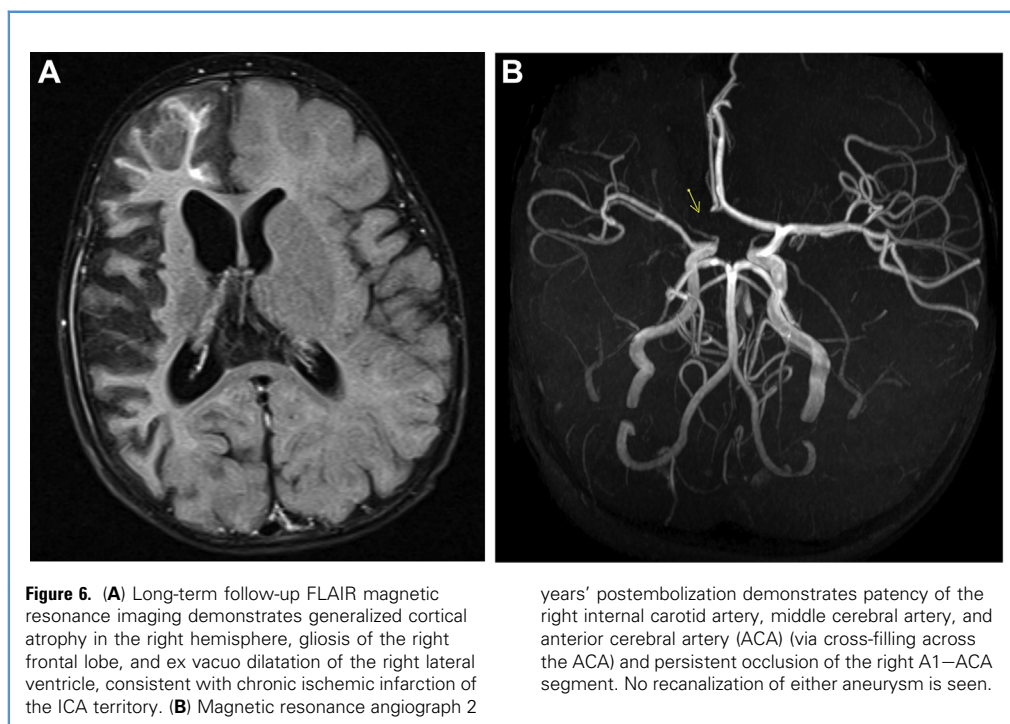 A
B
Figure 6. (A) Long-term follow-up FLAIR magnetic
resonance imaging demonstrates generalized cortical
atrophy in the right hemisphere, gliosis of the right
frontal lobe, and ex vacuo dilatation of the right lateral
ventricle, consistent with chronic ischemic infarction of
the ICA territory. (B) Magnetic resonance angiograph 2
years’ postembolization demonstrates patency of the
right internal carotid artery, middle cerebral artery, and
anterior cerebral artery (ACA) (via cross-filling across
the ACA) and persistent occlusion of the right A1—ACA
segment. No recanalization of either aneurysm is seen.